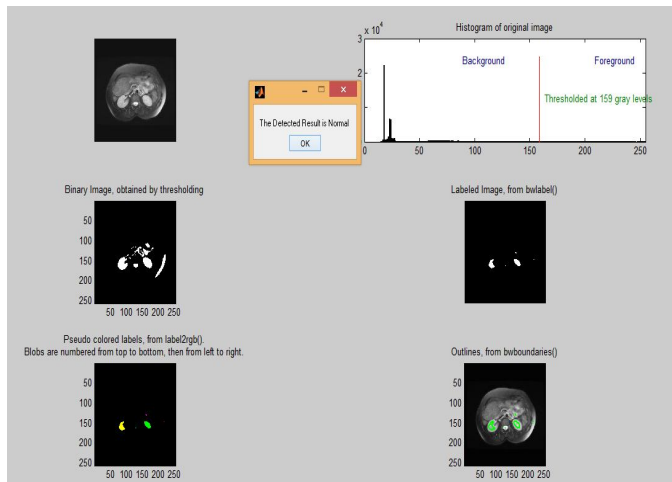 Histogram of original image
3 x 10^4
2
1
Background
Foreground
Thresholded at 159 gray levels
0 50 100 150 200 250
The Detected Result is Normal
OK
Binary Image, obtained by thresholding
50
100
150
200
250
50 100 150 200 250
Labeled Image, from bwlabel()
Pseudo colored labels, from label2rgb().
Blobs are numbered from top to bottom, then from left to right.
50
100
150
200
250
50 100 150 200 250
Outlines, from bwboundaries()
50
100
150
200
250
50 100 150 200 250